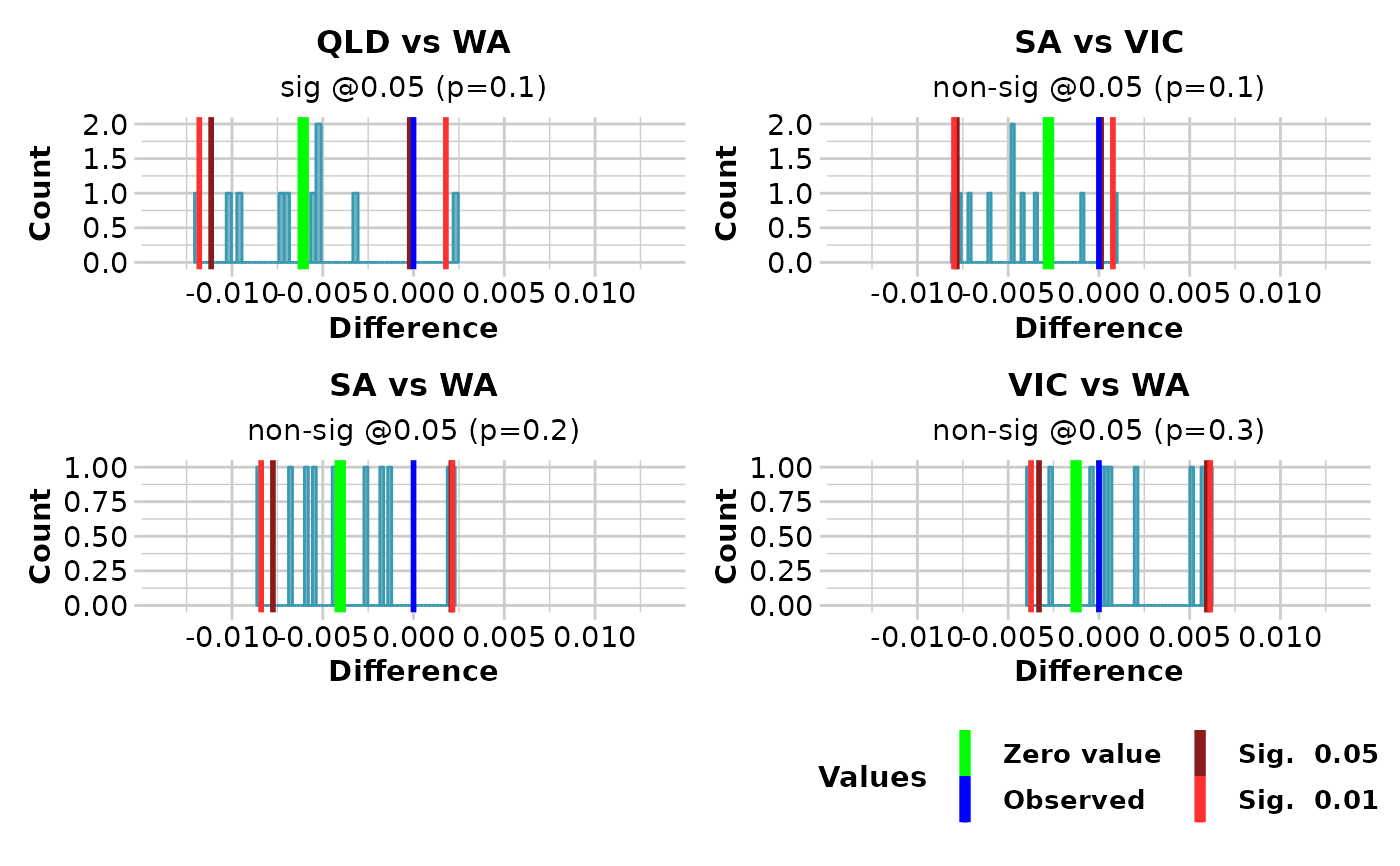 QLD vs WA
sig @0.05 (p=0.1)
Count
2.0
1.5
1.0
0.5
0.0
-0.010 -0.005 0.000 0.005 0.010
Difference
SA vs VIC
non-sig @0.05 (p=0.1)
Count
2.0
1.5
1.0
0.5
0.0
-0.010 -0.005 0.000 0.005 0.010
Difference
SA vs WA
non-sig @0.05 (p=0.2)
Count
1.00
0.75
0.50
0.25
0.00
-0.010 -0.005 0.000 0.005 0.010
Difference
VIC vs WA
non-sig @0.05 (p=0.3)
Count
1.00
0.75
0.50
0.25
0.00
-0.010 -0.005 0.000 0.005 0.010
Difference
Values
Zero value
Observed
Sig. 0.05
Sig. 0.01